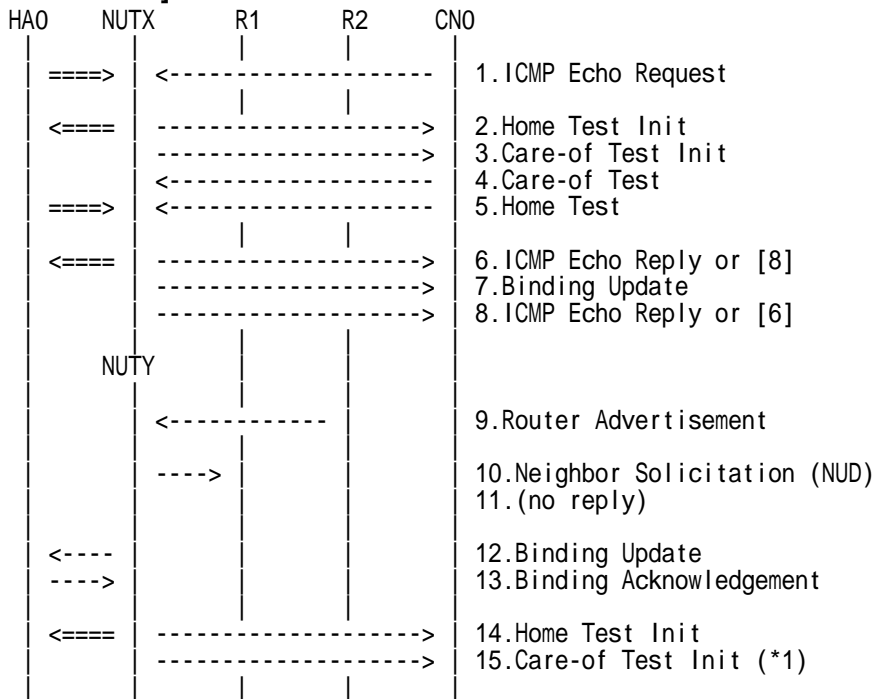 HA0 NUTX R1 R2 CN0
====> <--------------------- 1.ICMP Echo Request
<==== ---------------------> 2.Home Test Init
---------------------> 3.Care-of Test Init
<--------------------- 4.Care-of Test
====> <--------------------- 5.Home Test
<==== ---------------------> 6.ICMP Echo Reply or [8]
---------------------> 7.Binding Update
---------------------> 8.ICMP Echo Reply or [6]
NUTY
<------------- 9.Router Advertisement
----> 10.Neighbor Solicitation (NUD)
11.(no reply)
<---- 12.Binding Update
----> 13.Binding Acknowledgement
<==== ---------------------> 14.Home Test Init
---------------------> 15.Care-of Test Init (*1)